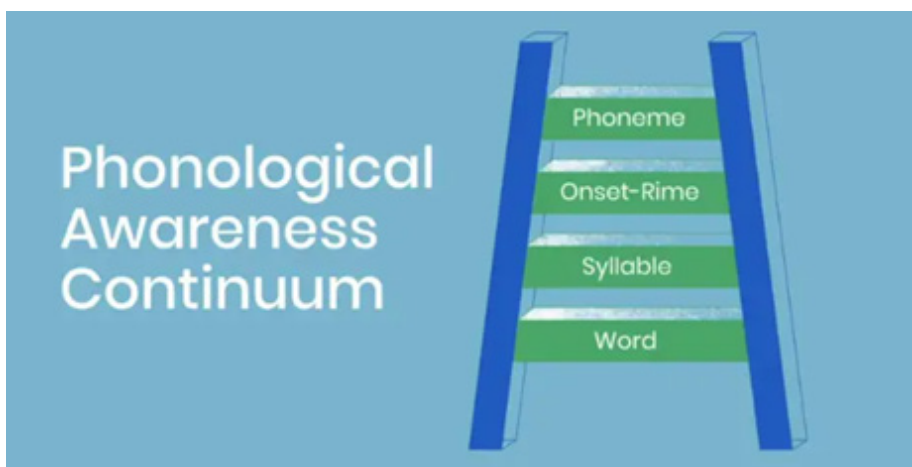 Phonological
Awareness
Continuum
Phoneme
Onset-Rime
Syllable
Word